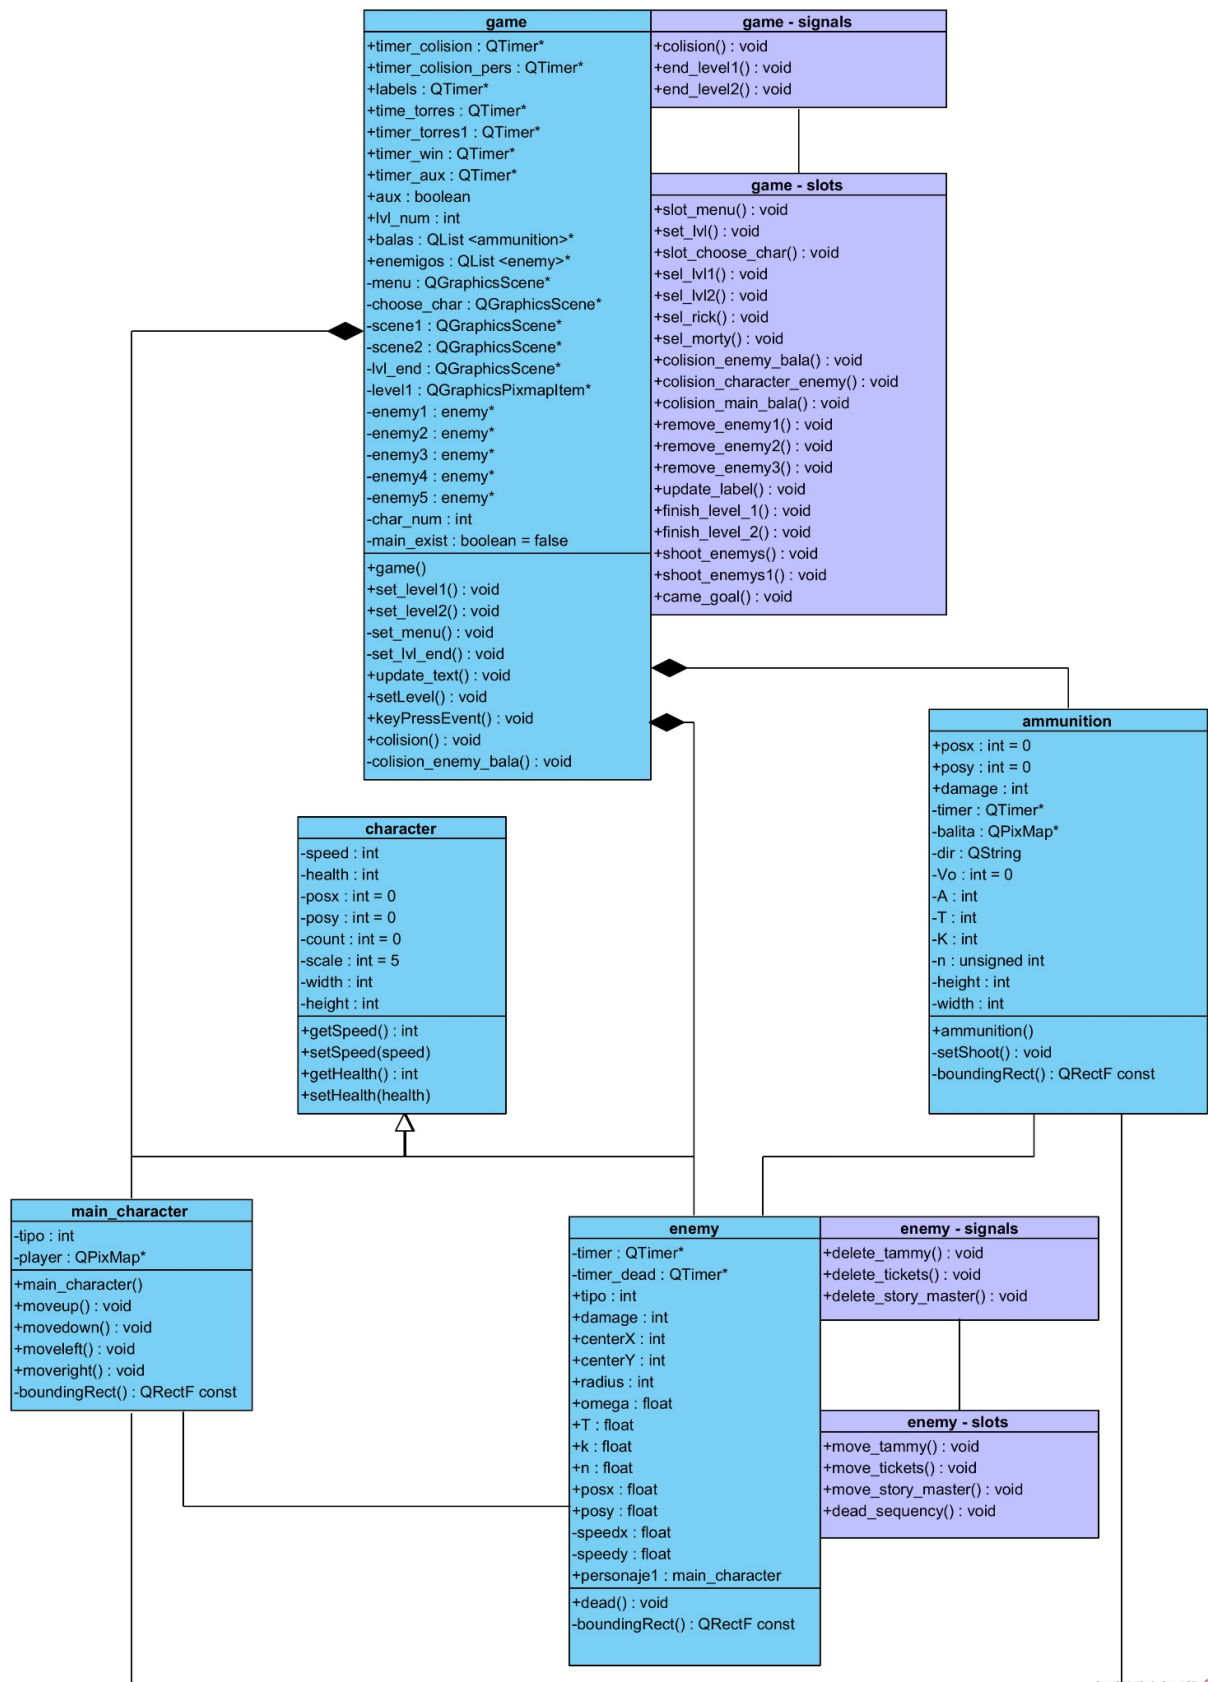 game
+timer_colision : QTimer*
+timer_colision_pers : QTimer*
+labels : QTimer*
+time_torres : QTimer*
+timer_torres1 : QTimer*
+timer_win : QTimer*
+timer_aux : QTimer*
+aux : boolean
+lvl_num : int
+balas : QList <ammunition>*
+enemigos : QList <enemy>*
-menu : QGraphicsScene*
-choose_char : QGraphicsScene*
-scene1 : QGraphicsScene*
-scene2 : QGraphicsScene*
-lvl_end : QGraphicsScene*
-level1 : QGraphicsPixmapItem*
-enemy1 : enemy*
-enemy2 : enemy*
-enemy3 : enemy*
-enemy4 : enemy*
-enemy5 : enemy*
-char_num : int
-main_exist : boolean = false
+game()
+set_level1() : void
+set_level2() : void
-set_menu() : void
-set_lvl_end() : void
+update_text() : void
+setLevel() : void
+keyPressEvent() : void
+colision() : void
-colision_enemy_bala() : void
game - signals
+colision() : void
+end_level1() : void
+end_level2() : void
game - slots
+slot_menu() : void
+set_lvl() : void
+slot_choose_char() : void
+sel_lvl1() : void
+sel_lvl2() : void
+sel_rick() : void
+sel_morty() : void
+colision_enemy_bala() : void
+colision_character_enemy() : void
+colision_main_bala() : void
+remove_enemy1() : void
+remove_enemy2() : void
+remove_enemy3() : void
+update_label() : void
+finish_level_1() : void
+finish_level_2() : void
+shoot_enemys() : void
+shoot_enemys1() : void
+came_goal() : void
ammunition
+posx : int = 0
+posy : int = 0
+damage : int
-timer : QTimer*
-balita : QPixMap*
-dir : QString
-Vo : int = 0
-A : int
-T : int
-K : int
-n : unsigned int
-height : int
-width : int
+ammunition()
-setShoot() : void
-boundingRect() : QRectF const
character
-speed : int
-health : int
-posx : int = 0
-posy : int = 0
-count : int = 0
-scale : int = 5
-width : int
-height : int
+getSpeed() : int
+setSpeed(speed)
+getHealth() : int
+setHealth(health)
main_character
-tipo : int
-player : QPixMap*
+main_character()
+moveup() : void
+movedown() : void
+moveleft() : void
+moveright() : void
-boundingRect() : QRectF const
enemy
-timer : QTimer*
-timer_dead : QTimer*
+tipo : int
+damage : int
+centerX : int
+centerY : int
+radius : int
+omega : float
+T : float
+k : float
+n : float
+posx : float
+posy : float
-speedx : float
-speedy : float
+personaje1 : main_character
+dead() : void
-boundingRect() : QRectF const
enemy - signals
+delete_tammy() : void
+delete_tickets() : void
+delete_story_master() : void
enemy - slots
+move_tammy() : void
+move_tickets() : void
+move_story_master() : void
+dead_sequency() : void